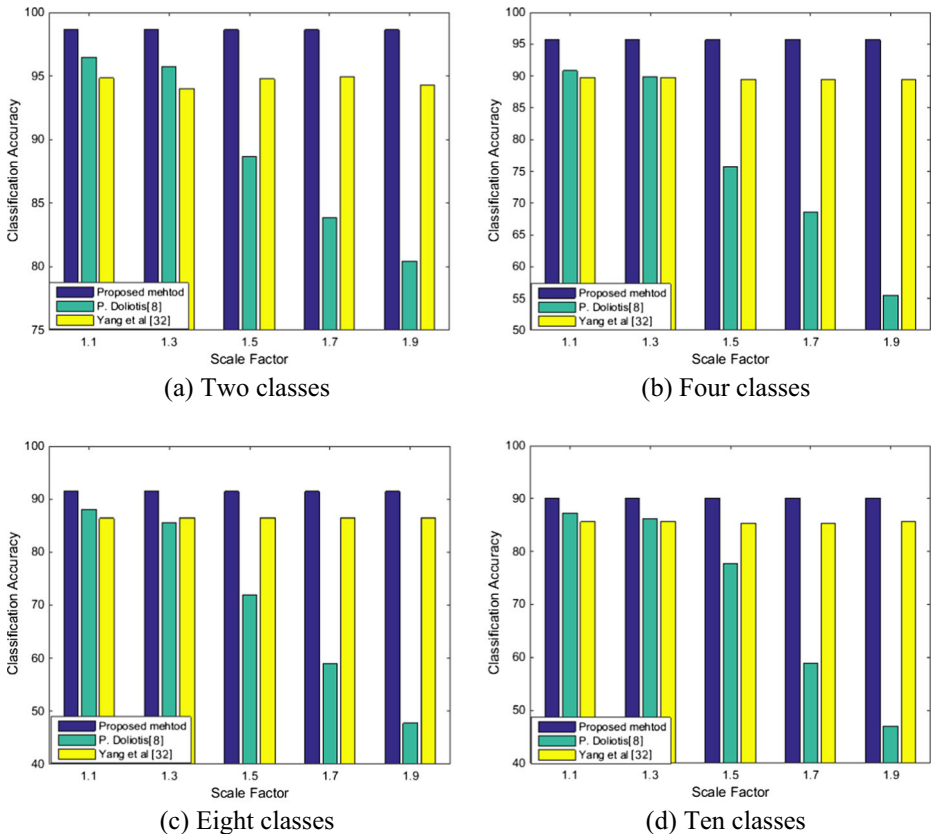 100
95
90
85
80
75
Classification Accuracy
Proposed mehtod
P. Doliotis[8]
Yang et al [32]
1.1 1.3 1.5 1.7 1.9
Scale Factor
(a) Two classes
100
95
90
85
80
75
70
65
60
55
50
Classification Accuracy
Proposed mehtod
P. Doliotis[8]
Yang et al [32]
1.1 1.3 1.5 1.7 1.9
Scale Factor
(b) Four classes
100
90
80
70
60
50
40
Classification Accuracy
Proposed mehtod
P. Doliotis[8]
Yang et al [32]
1.1 1.3 1.5 1.7 1.9
Scale Factor
(c) Eight classes
100
90
80
70
60
50
40
Classification Accuracy
Proposed mehtod
P. Doliotis[8]
Yang et al [32]
1.1 1.3 1.5 1.7 1.9
Scale Factor
(d) Ten classes